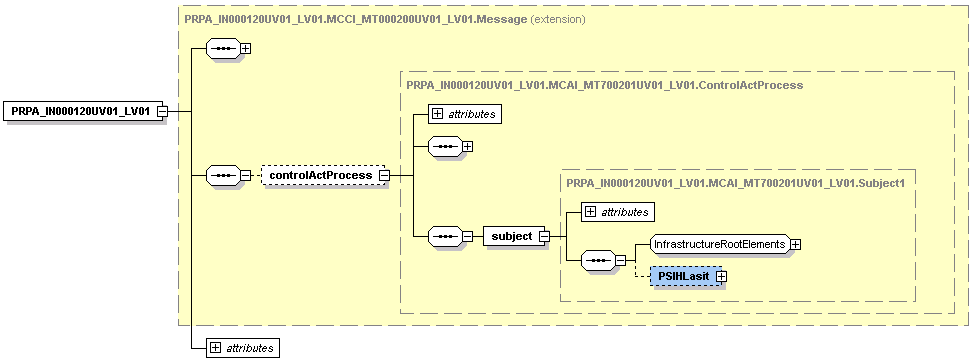 PRPA_IN000120UV01_LV01.MCCI_MT000200UV01_LV01.Message (extension)
PRPA_IN000120UV01_LV01.MCAI_MT700201UV01_LV01.ControlActProcess
PRPA_IN000120UV01_LV01
attributes
controlActProcess
PRPA_IN000120UV01_LV01.MCAI_MT700201UV01_LV01.Subject1
attributes
subject
InfrastructureRootElements
PSIHLasit
attributes